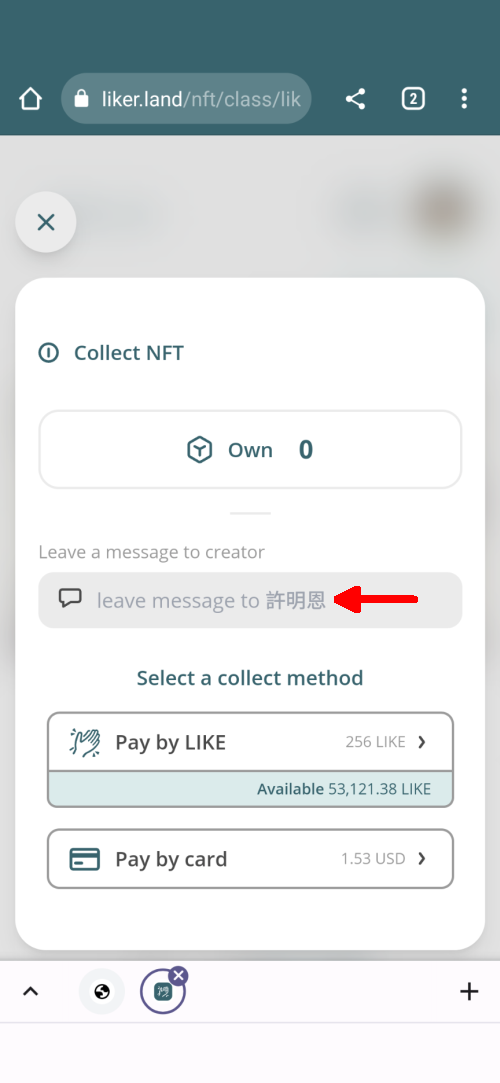 liker.land/nft/class/lik
2
Collect NFT
Own 0
Leave a message to creator
leave message to 許明恩
Select a collect method
Pay by LIKE 256 LIKE
Available 53,121.38 LIKE
Pay by card 1.53 USD